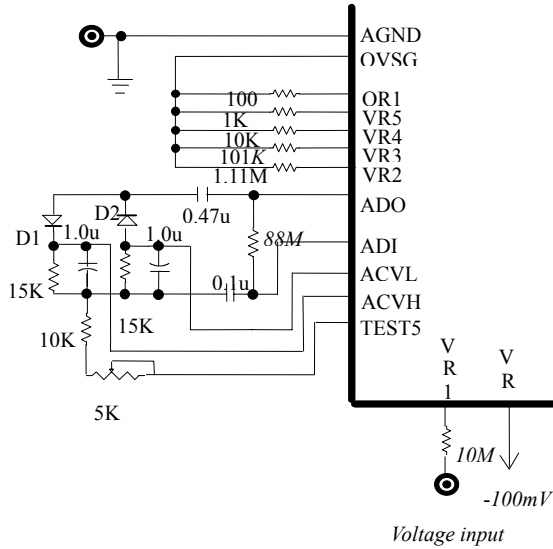 AGND
OVSG
100
OR1
1K
VR5
10K
VR4
101K
VR3
1.11M
VR2
ADO
0.47u
D2
D1
1.0u
1.0u
88M
ADI
0.1u
ACVL
15K
15K
ACVH
10K
TEST5
5K
V
R
1
V
R
10M
-100mV
Voltage input